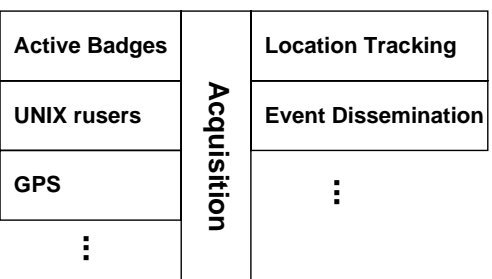 Active Badges
UNIX rusers
GPS
⋮
Acquisition
Location Tracking
Event Dissemination
⋮